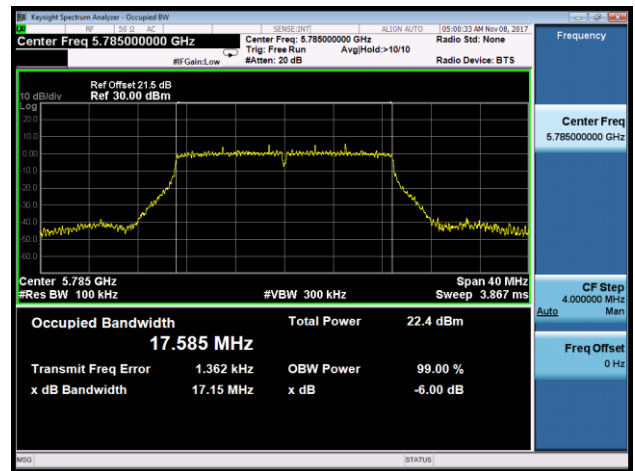 Keysight Spectrum Analyzer - Occupied BW
RF 50 Ω AC SENSE:INT ALIGN AUTO 05:00:33 AM Nov 08, 2017
Center Freq 5.785000000 GHz Center Freq: 5.785000000 GHz Radio Std: None
Trig: Free Run Avg|Hold:>10/10
#IFGain:Low #Atten: 20 dB Radio Device: BTS
Ref Offset 21.5 dB
10 dB/div Ref 30.00 dBm
Log
20.0
10.0
0.00
-10.0
-20.0
-30.0
-40.0
-50.0
-60.0
Center 5.785 GHz Span 40 MHz
#Res BW 100 kHz #VBW 300 kHz Sweep 3.867 ms
Occupied Bandwidth Total Power 22.4 dBm
17.585 MHz
Transmit Freq Error 1.362 kHz OBW Power 99.00 %
x dB Bandwidth 17.15 MHz x dB -6.00 dB
MSG STATUS
Frequency
Center Freq
5.785000000 GHz
CF Step
4.000000 MHz
Auto Man
Freq Offset
0 Hz